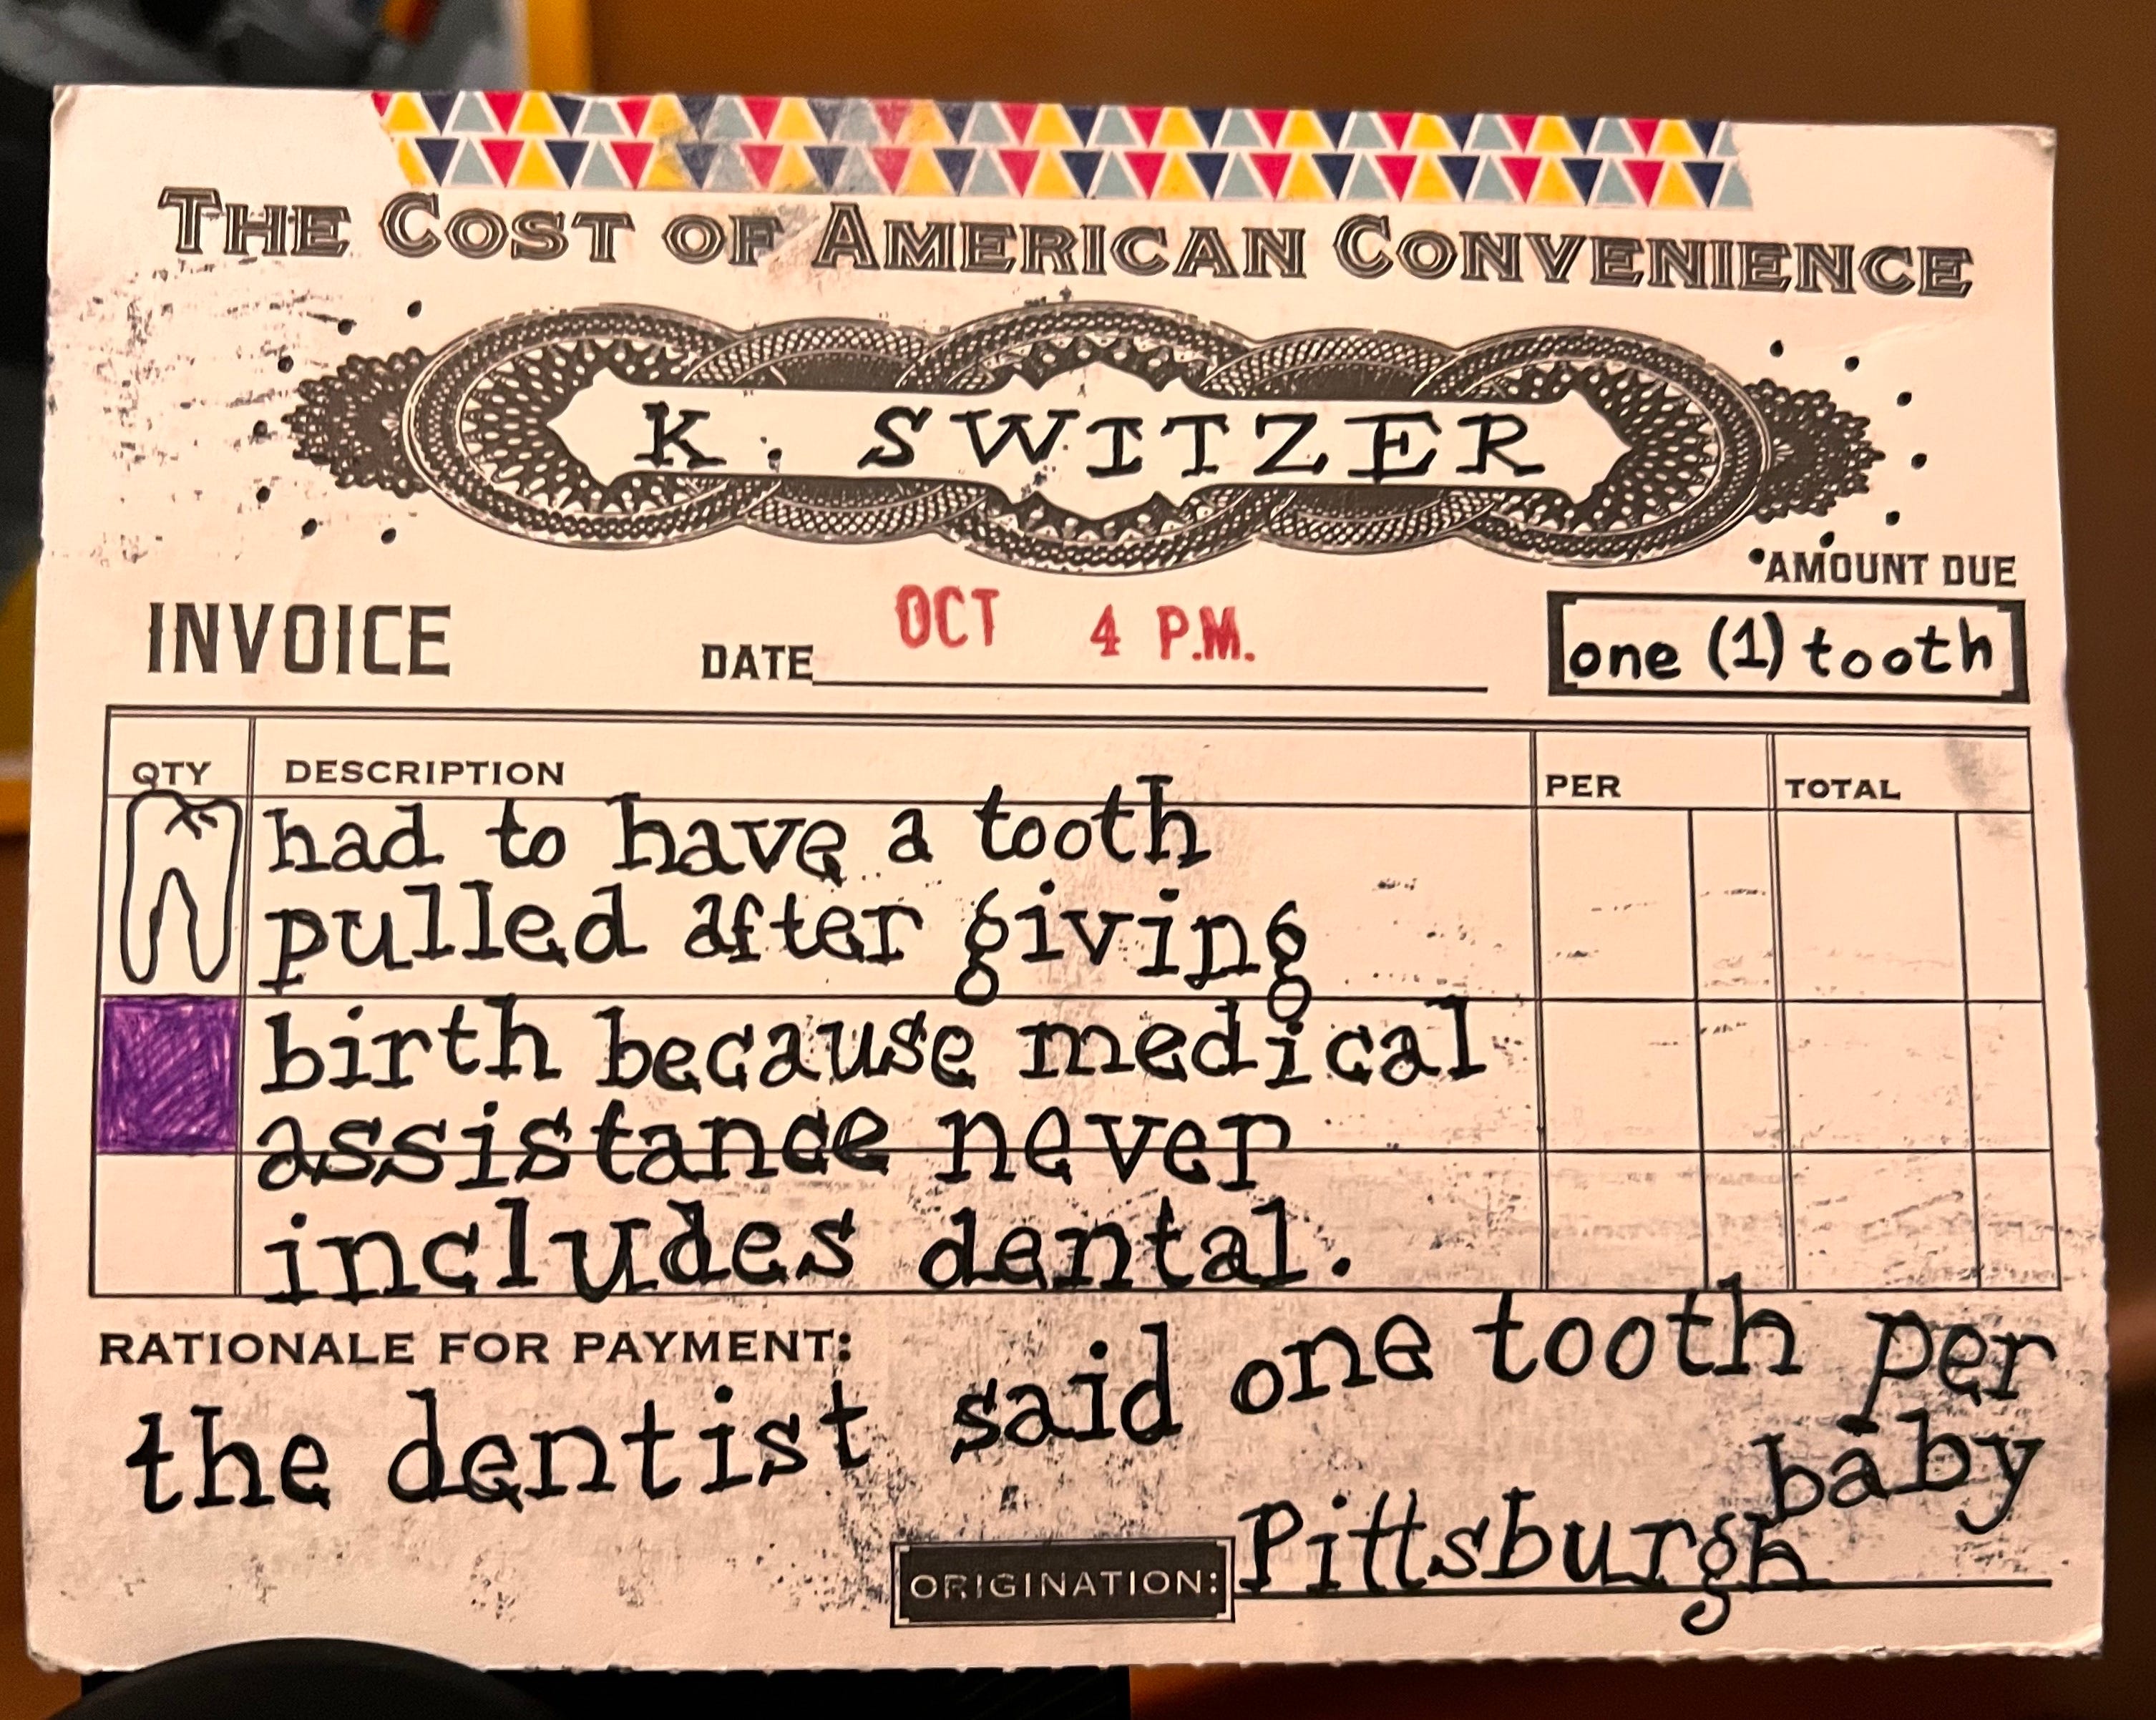 THE COST OF AMERICAN CONVENIENCE
K. SWITZER
AMOUNT DUE
INVOICE
DATE OCT 4 P.M.
[one (1) tooth]
QTY DESCRIPTION PER TOTAL
had to have a tooth
pulled after giving
birth because medical
assistance never
includes dental.
RATIONALE FOR PAYMENT:
the dentist said one tooth per
baby
ORIGINATION: Pittsburgh